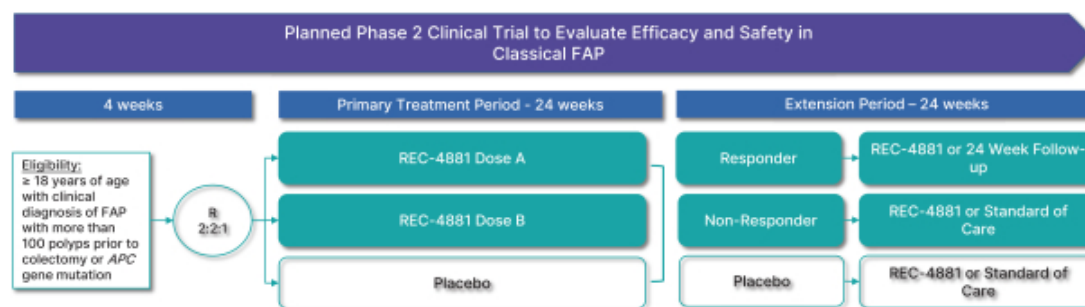 Planned Phase 2 Clinical Trial to Evaluate Efficacy and Safety in
Classical FAP
4 weeks
Primary Treatment Period - 24 weeks
Extension Period – 24 weeks
Eligibility:
≥ 18 years of age
with clinical
diagnosis of FAP
with more than
100 polyps prior to
colectomy or APC
gene mutation
R
2:2:1
REC-4881 Dose A
REC-4881 Dose B
Placebo
Responder
REC-4881 or 24 Week Follow-
up
Non-Responder
REC-4881 or Standard of
Care
Placebo
REC-4881 or Standard of
Care